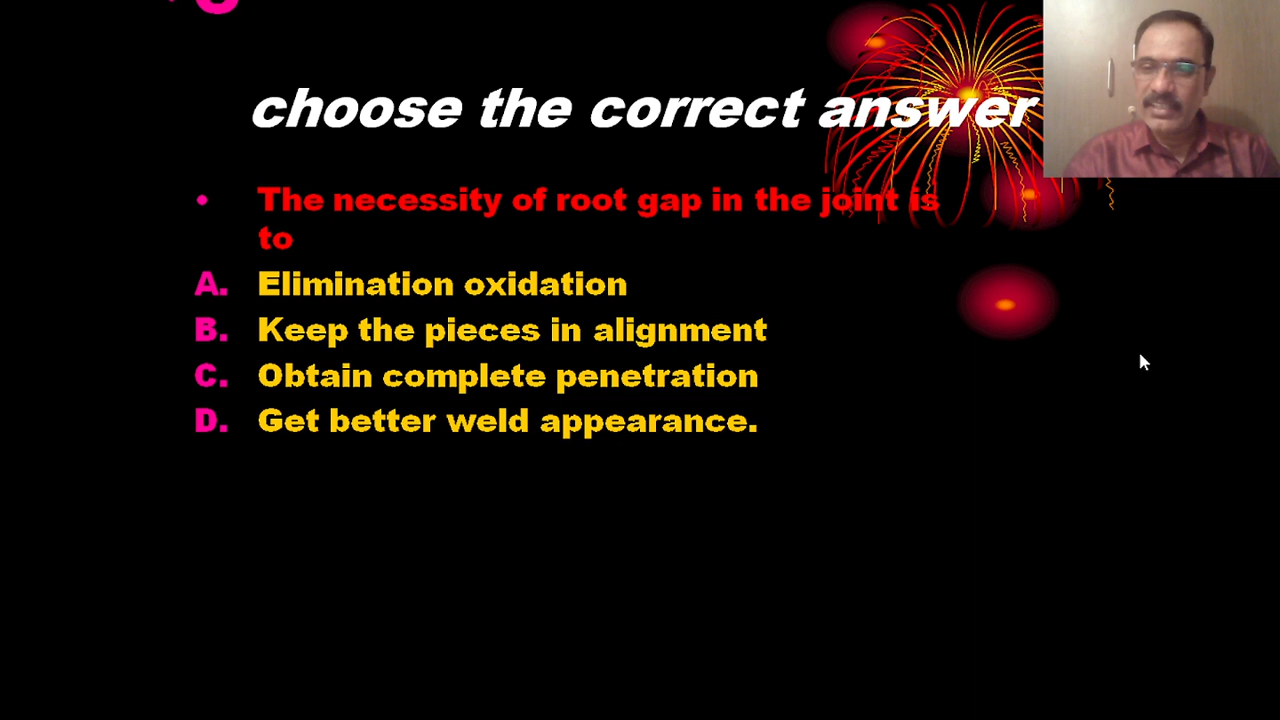 choose the correct answer
• The necessity of root gap in the joint is
to
A. Elimination oxidation
B. Keep the pieces in alignment
C. Obtain complete penetration
D. Get better weld appearance.